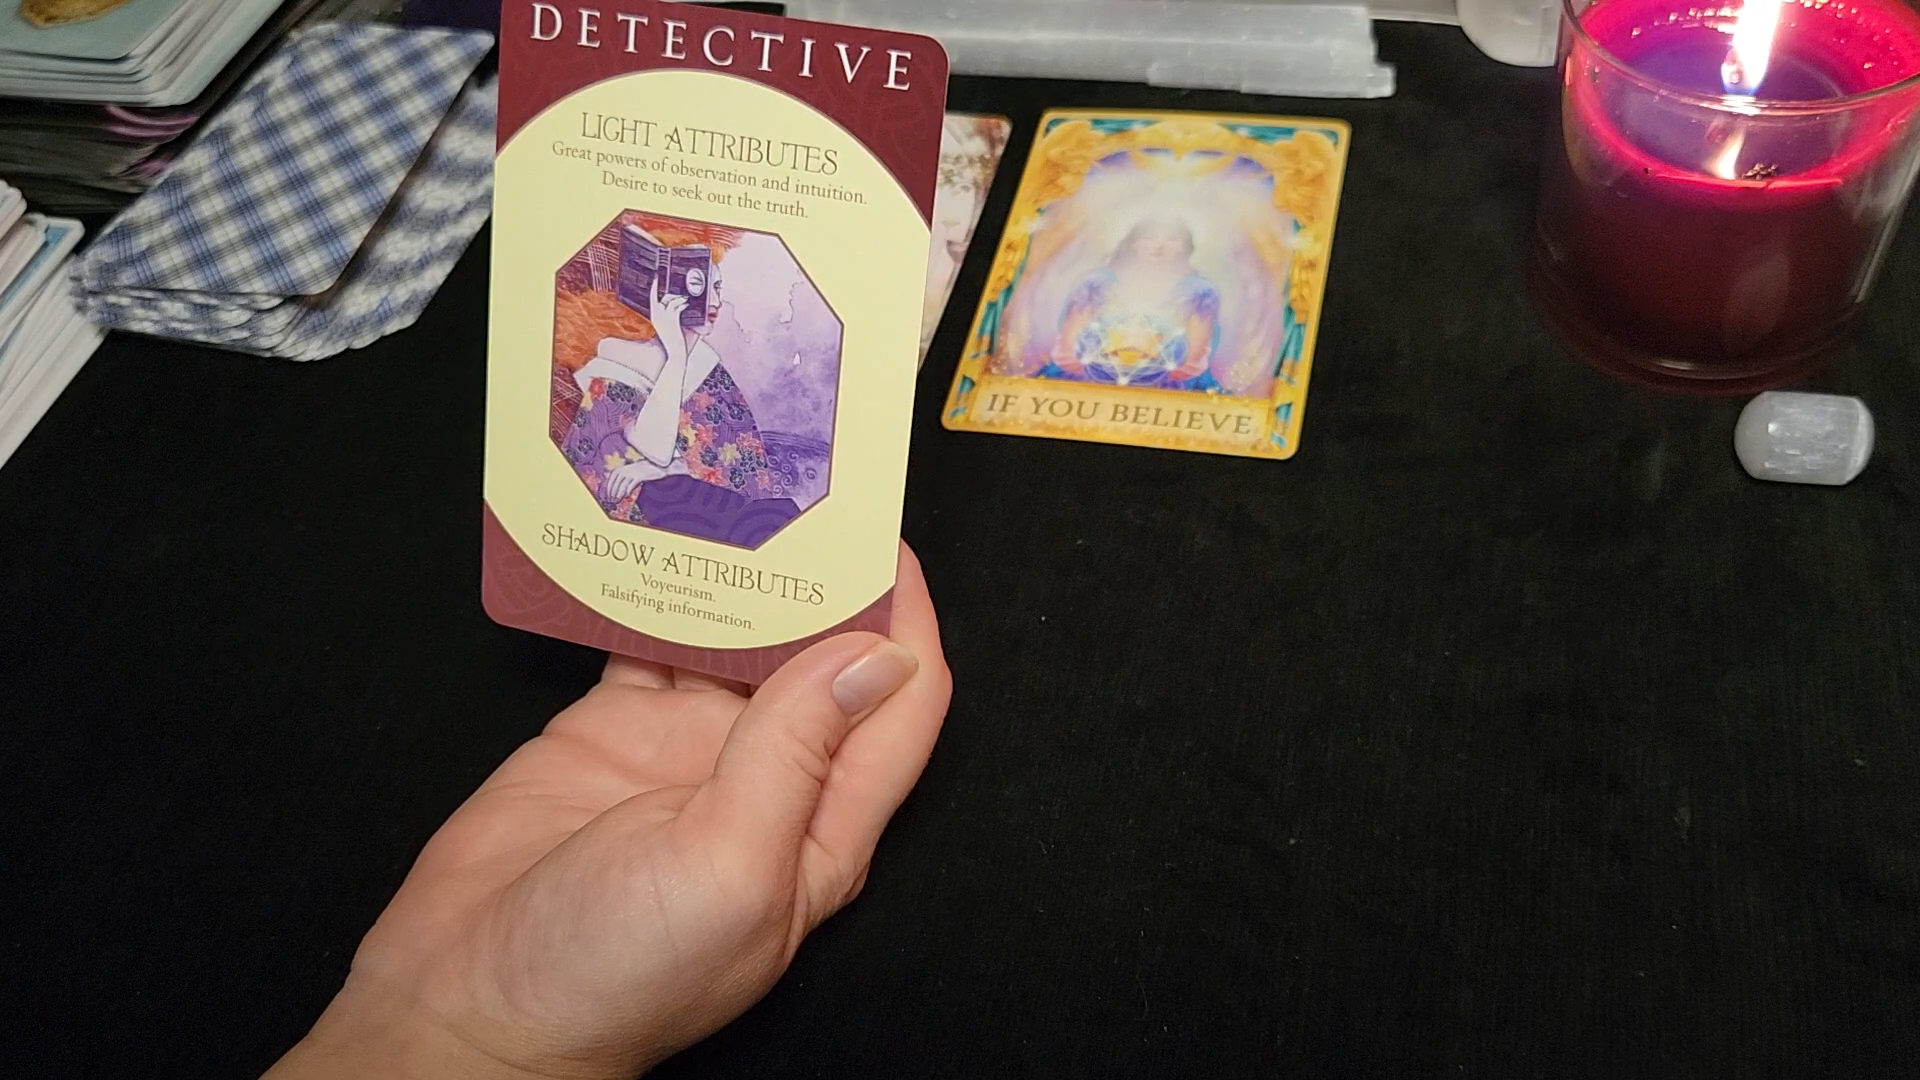 DETECTIVE
LIGHT ATTRIBUTES
Great powers of observation and intuition.
Desire to seek out the truth.
SHADOW ATTRIBUTES
Voyeurism.
Falsifying information.
IF YOU BELIEVE